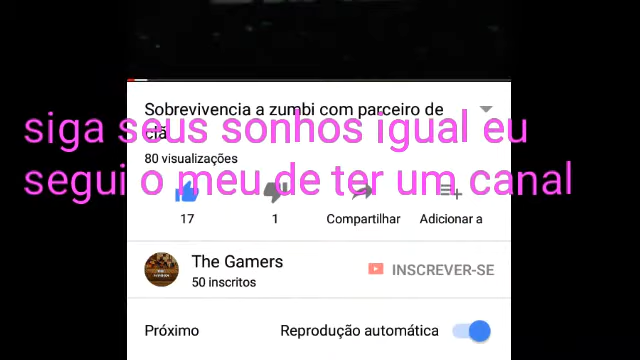 Sobrevivencia a zumbi com parceiro de
clã
siga seus sonhos igual eu
segui o meu de ter um canal
80 visualizações
17
1
Compartilhar
Adicionar a
The Gamers
50 inscritos
INSCREVER-SE
Próximo
Reprodução automática